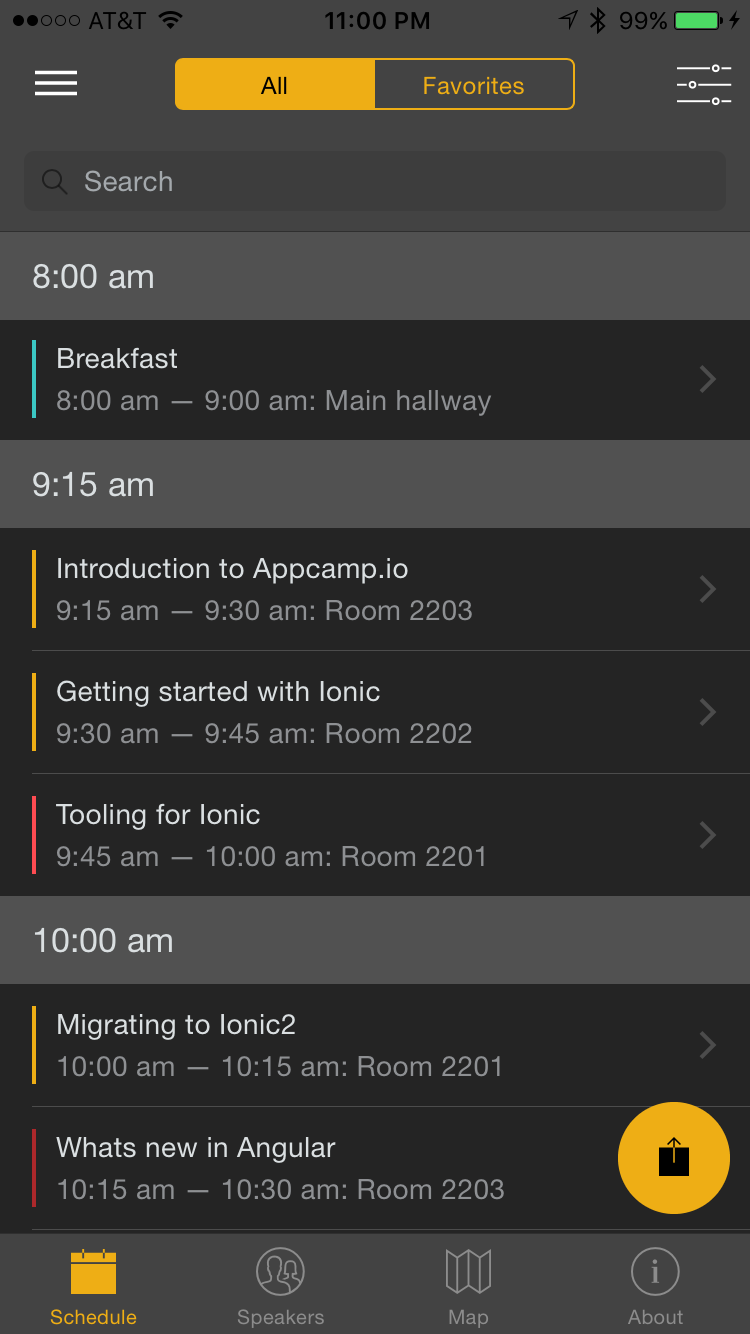 AT&T 11:00 PM 99%
All Favorites
Search
8:00 am
Breakfast
8:00 am — 9:00 am: Main hallway
9:15 am
Introduction to Appcamp.io
9:15 am — 9:30 am: Room 2203
Getting started with Ionic
9:30 am — 9:45 am: Room 2202
Tooling for Ionic
9:45 am — 10:00 am: Room 2201
10:00 am
Migrating to Ionic2
10:00 am — 10:15 am: Room 2201
Whats new in Angular
10:15 am — 10:30 am: Room 2203
Schedule Speakers Map About